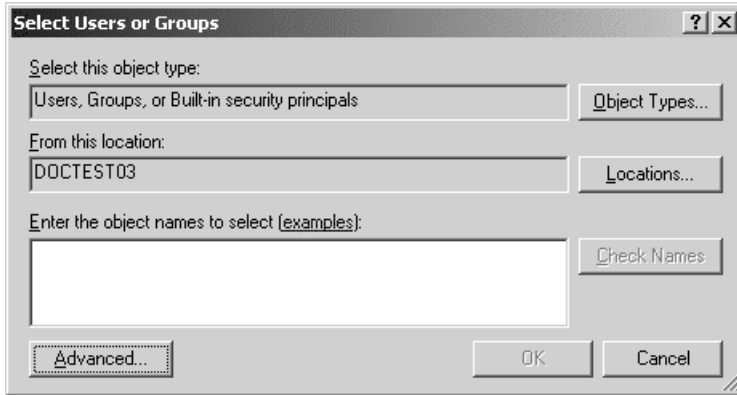 Select Users or Groups
Select this object type:
Users, Groups, or Built-in security principals
Object Types...
From this location:
DOCTEST03
Locations...
Enter the object names to select (examples):
Check Names
Advanced...
OK
Cancel